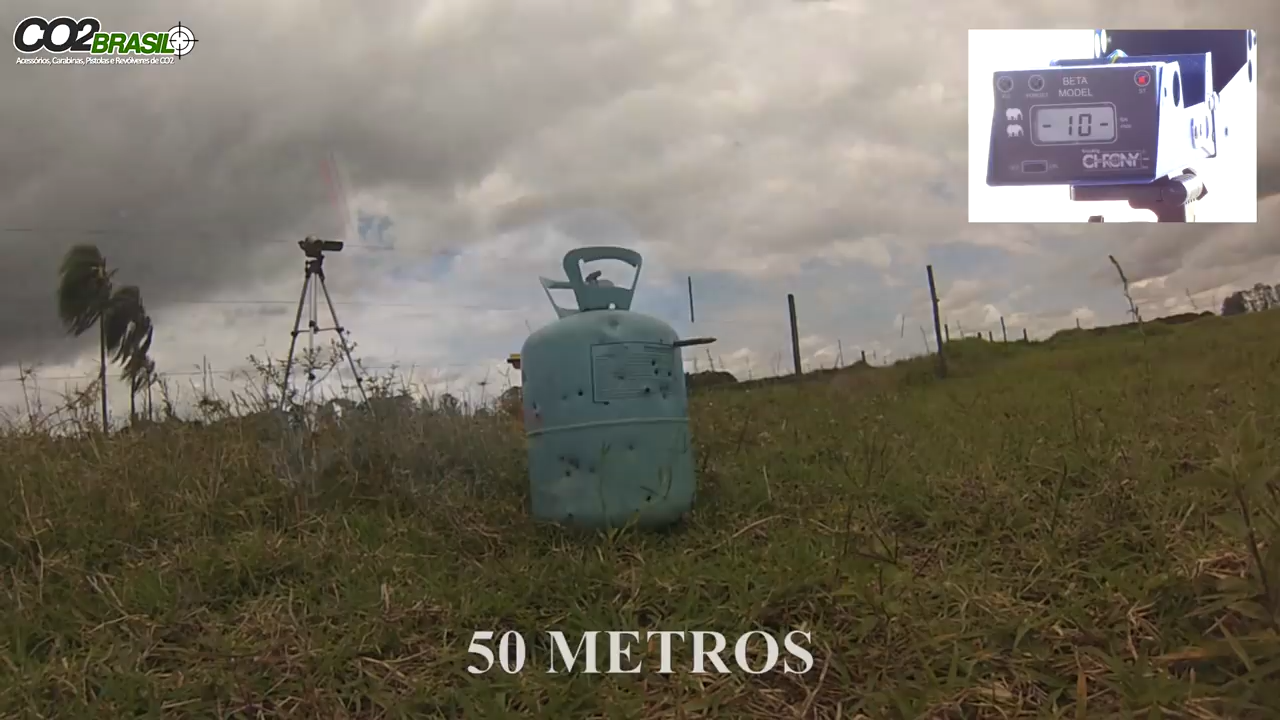 CO2BRASIL
Acessórios, Carabinas, Pistolas e Revólveres de CO2
BETA
MODEL
- 10 -
CHRONY
50 METROS